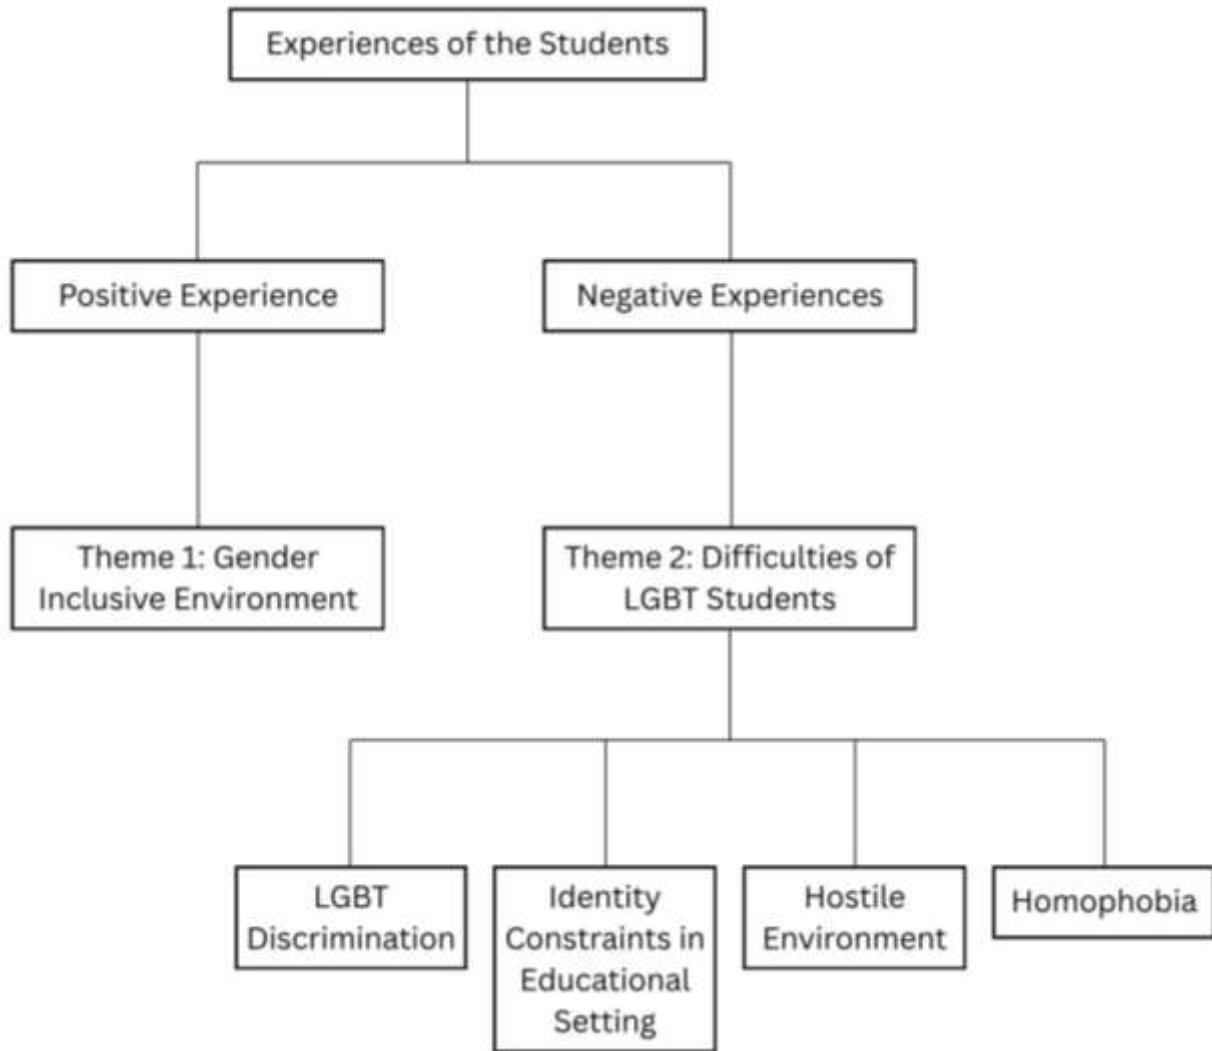 Experiences of the Students
Positive Experience
Negative Experiences
Theme 1: Gender
Inclusive Environment
Theme 2: Difficulties of
LGBT Students
LGBT
Discrimination
Identity
Constraints in
Educational
Setting
Hostile
Environment
Homophobia